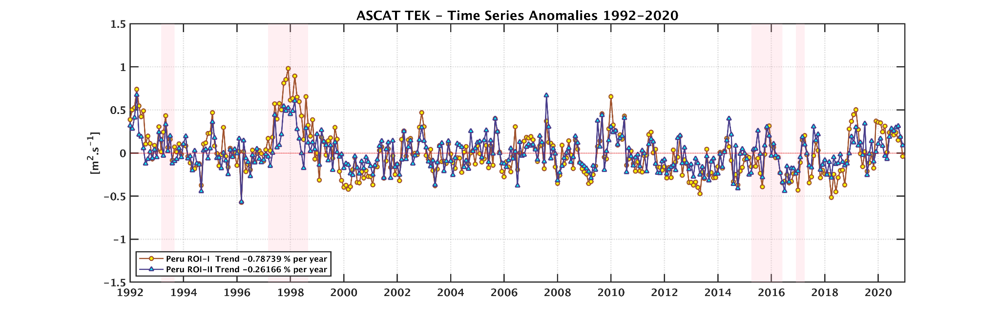 ASCAT TEK – Time Series Anomalies 1992–2020
[m².s⁻¹]
1.5
1
0.5
0
−0.5
−1
−1.5
Peru ROI-I Trend −0.78739 % per year
Peru ROI-II Trend −0.26166 % per year
1992 1994 1996 1998 2000 2002 2004 2006 2008 2010 2012 2014 2016 2018 2020